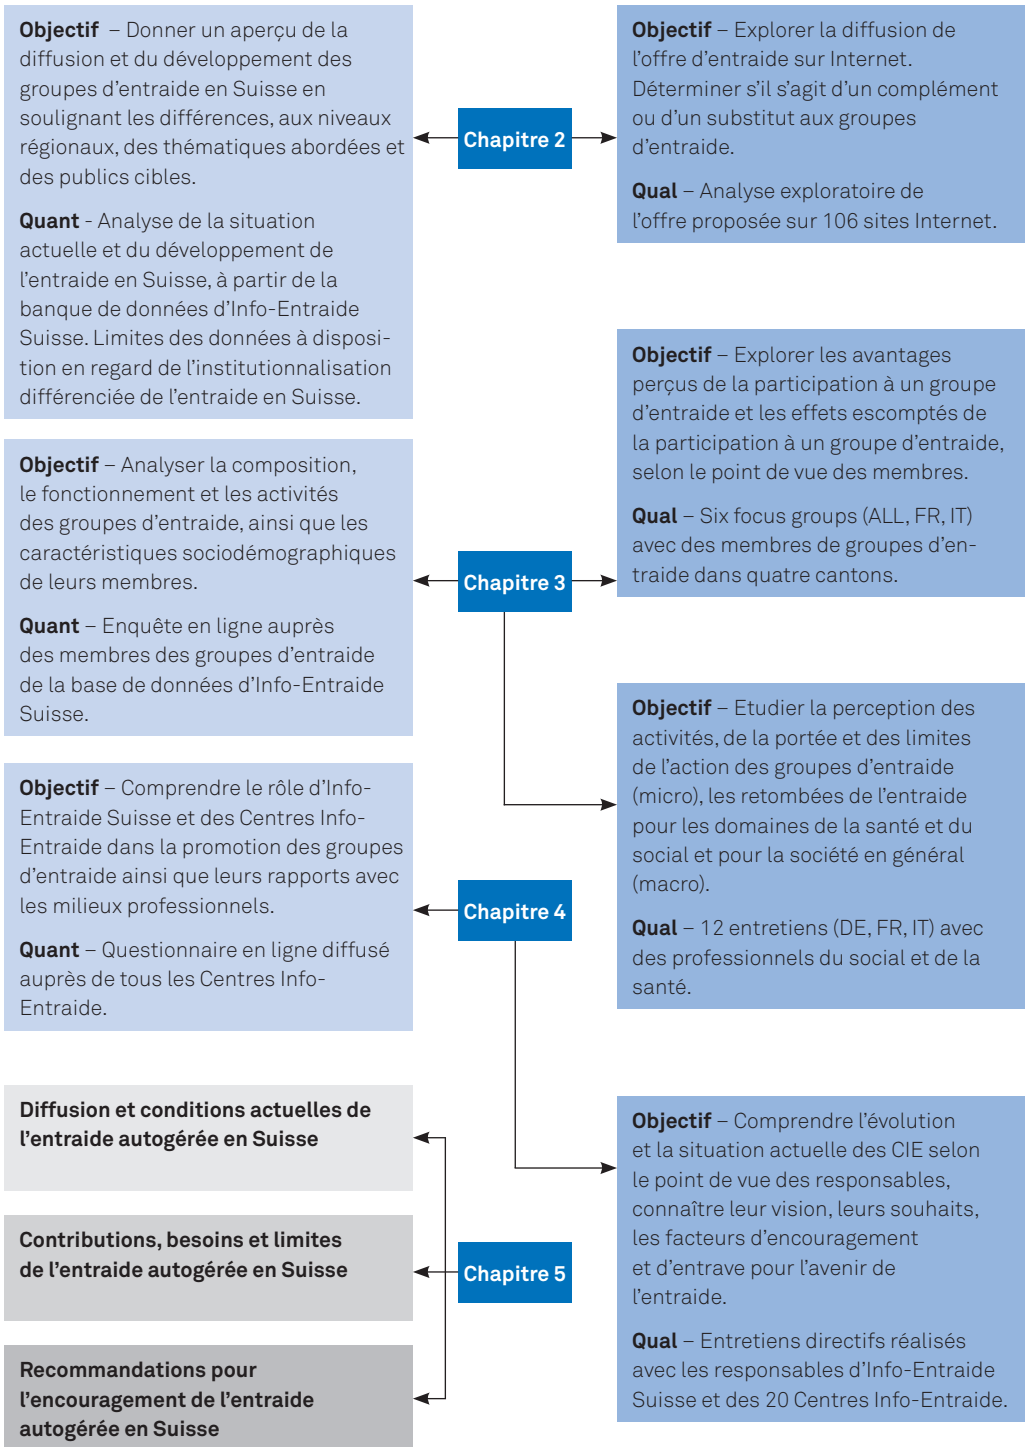 Objectif – Donner un aperçu de la
diffusion et du développement des
groupes d'entraide en Suisse en
soulignant les différences, aux niveaux
régionaux, des thématiques abordées et
des publics cibles.
Quant - Analyse de la situation
actuelle et du développement de
l'entraide en Suisse, à partir de la
banque de données d'Info-Entraide
Suisse. Limites des données à disposi-
tion en regard de l'institutionnalisation
différenciée de l'entraide en Suisse.
Chapitre 2
Objectif – Explorer la diffusion de
l'offre d'entraide sur Internet.
Déterminer s'il s'agit d'un complément
ou d'un substitut aux groupes
d'entraide.
Qual – Analyse exploratoire de
l'offre proposée sur 106 sites Internet.
Objectif – Analyser la composition,
le fonctionnement et les activités
des groupes d'entraide, ainsi que les
caractéristiques sociodémographiques
de leurs membres.
Quant – Enquête en ligne auprès
des membres des groupes d'entraide
de la base de données d'Info-Entraide
Suisse.
Chapitre 3
Objectif – Explorer les avantages
perçus de la participation à un groupe
d'entraide et les effets escomptés de
la participation à un groupe d'entraide,
selon le point de vue des membres.
Qual – Six focus groups (ALL, FR, IT)
avec des membres de groupes d'en-
traide dans quatre cantons.
Objectif – Etudier la perception des
activités, de la portée et des limites
de l'action des groupes d'entraide
(micro), les retombées de l'entraide
pour les domaines de la santé et du
social et pour la société en général
(macro).
Qual – 12 entretiens (DE, FR, IT) avec
des professionnels du social et de la
santé.
Objectif – Comprendre le rôle d'Info-
Entraide Suisse et des Centres Info-
Entraide dans la promotion des groupes
d'entraide ainsi que leurs rapports avec
les milieux professionnels.
Quant – Questionnaire en ligne diffusé
auprès de tous les Centres Info-
Entraide.
Chapitre 4
Objectif – Comprendre l'évolution
et la situation actuelle des CIE selon
le point de vue des responsables,
connaître leur vision, leurs souhaits,
les facteurs d'encouragement
et d'entrave pour l'avenir de
l'entraide.
Qual – Entretiens directifs réalisés
avec les responsables d'Info-Entraide
Suisse et des 20 Centres Info-Entraide.
Diffusion et conditions actuelles de
l'entraide autogérée en Suisse
Contributions, besoins et limites
de l'entraide autogérée en Suisse
Chapitre 5
Recommandations pour
l'encouragement de l'entraide
autogérée en Suisse